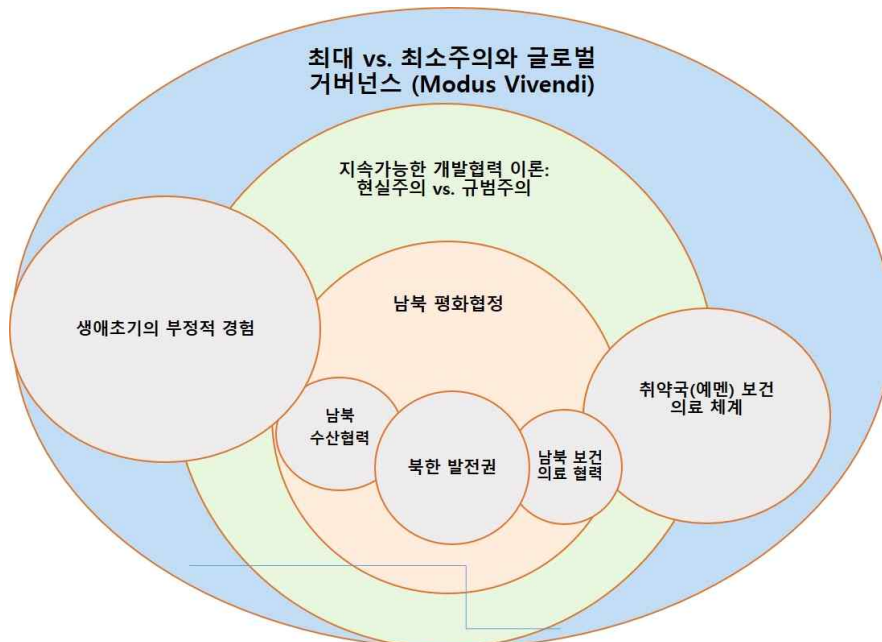 최대 vs. 최소주의와 글로벌
거버넌스 (Modus Vivendi)
지속가능한 개발협력 이론:
현실주의 vs. 규범주의
남북 평화협정
생애초기의 부정적 경험
취약국(예멘) 보건
의료 체계
남북
수산협력
북한 발전권
남북 보건
의료 협력